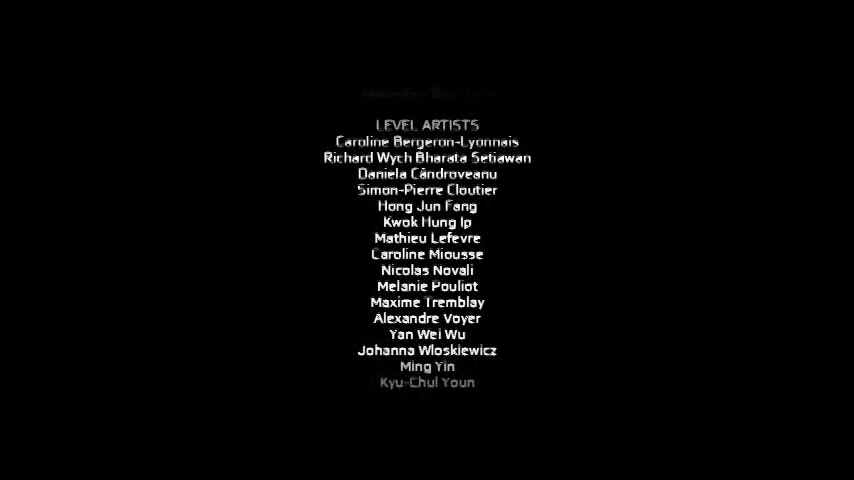 LEVEL ARTISTS
Caroline Bergeron-Lyonnais
Richard Wych Bharata Setiawan
Daniela Căndroveanu
Simon-Pierre Cloutier
Hong Jun Fang
Kwok Hung Ip
Mathieu Lefevre
Caroline Miousse
Nicolas Novali
Melanie Pouliot
Maxime Tremblay
Alexandre Voyer
Yan Wei Wu
Johanna Wloskiewicz
Ming Yin
Kyu-Chul Youn